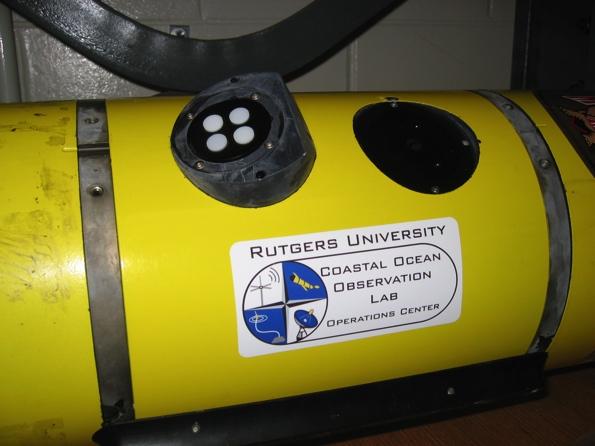 Rutgers University
Coastal Ocean
Observation
Lab
Operations Center